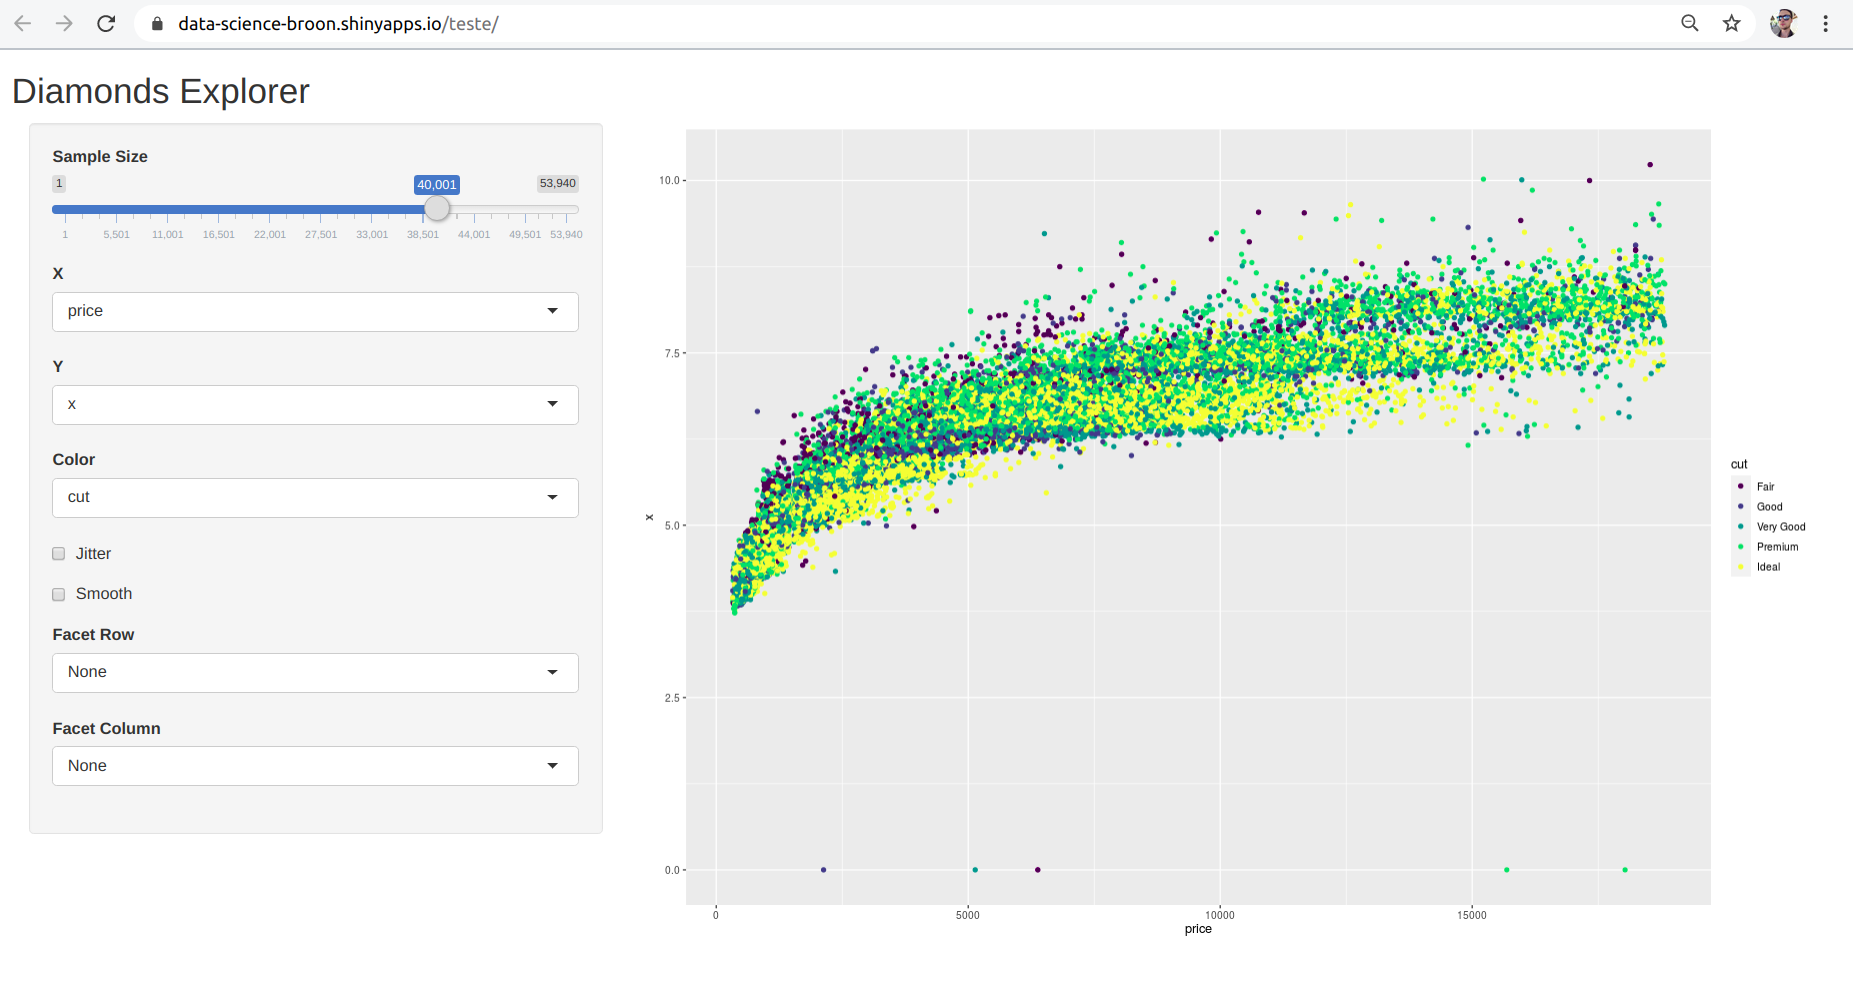 data-science-broon.shinyapps.io/teste/
Diamonds Explorer
Sample Size
1 40,001 53,940
1 5,501 11,001 16,501 22,001 27,501 33,001 38,501 44,001 49,501 53,940
X
price
Y
x
Color
cut
Jitter
Smooth
Facet Row
None
Facet Column
None
10.0
7.5
5.0
2.5
0.0
x
0 5000 10000 15000
price
cut
Fair
Good
Very Good
Premium
Ideal